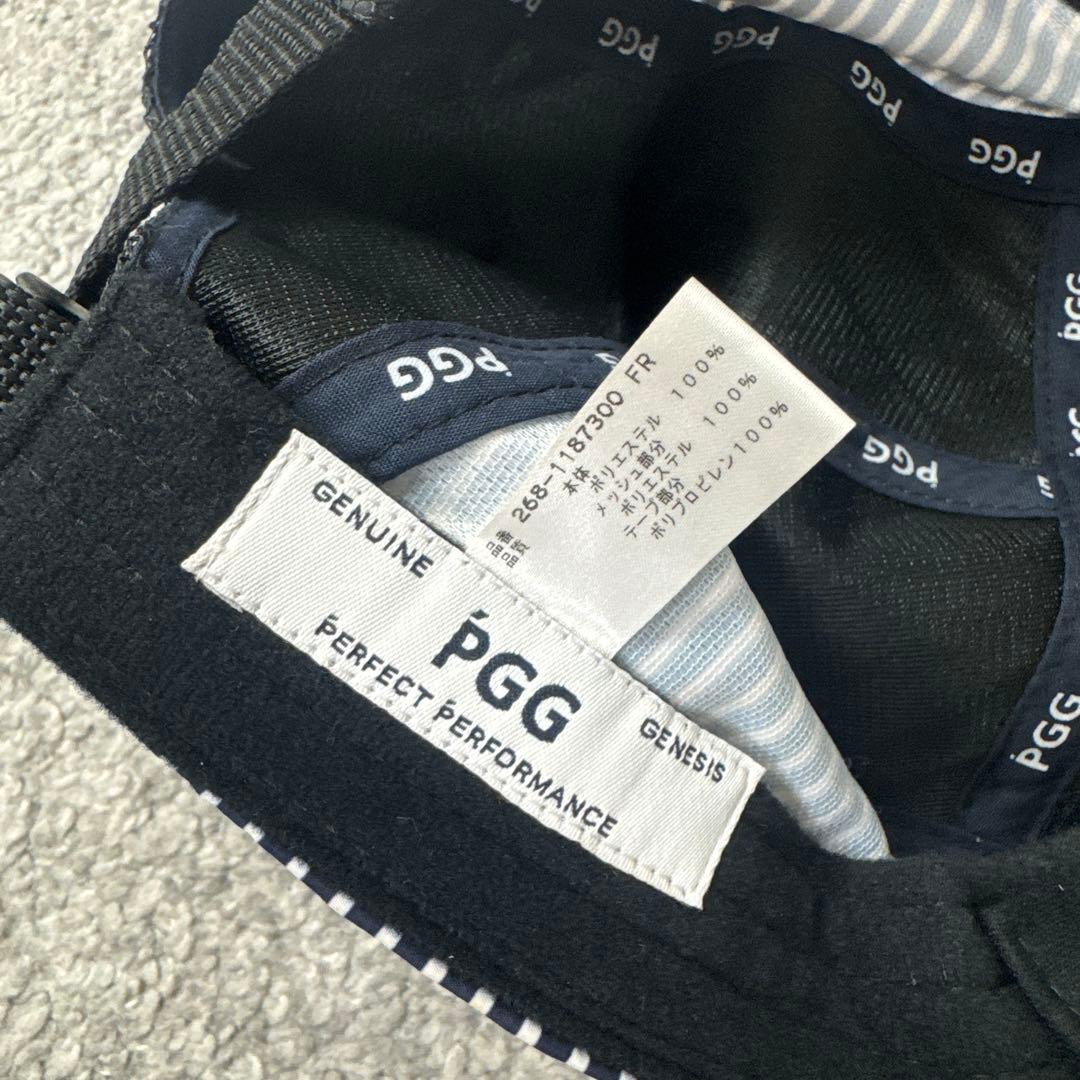 PGG
PGG
PGG
PGG
PGG
PGG
PGG
PGG
品番 268-1187300 FR
品質 本体
ポリエステル 100%
メッシュ部分
ポリエステル 100%
テープ部分
ポリプロピレン100%
GENUINE
PGG
GENESIS
PERFECT PERFORMANCE